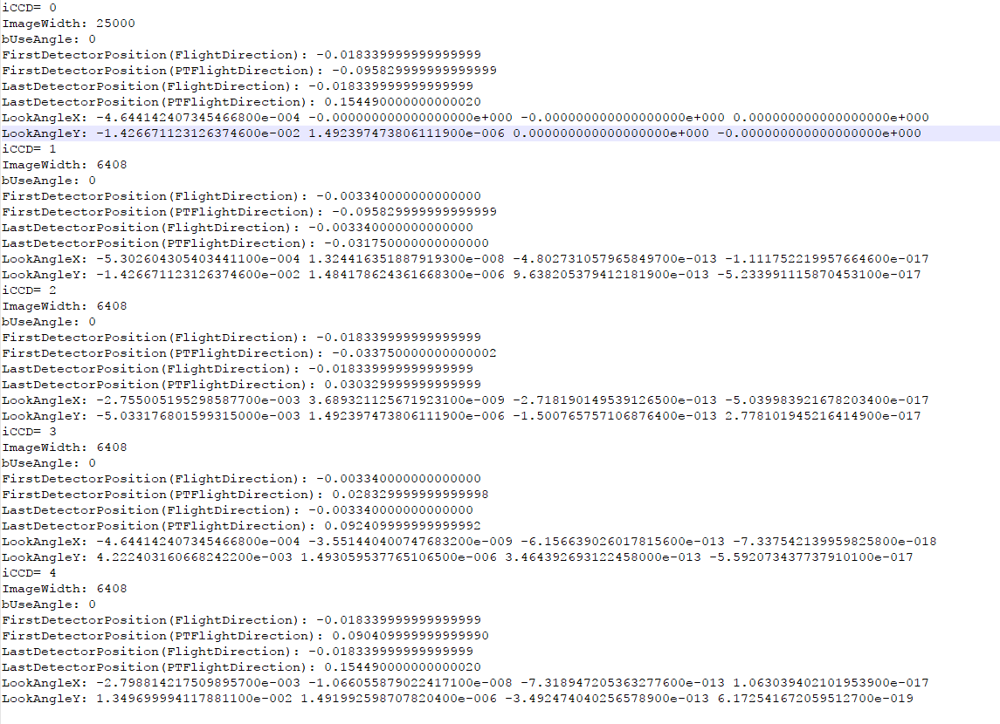 iCCD= 0
ImageWidth: 25000
bUseAngle: 0
FirstDetectorPosition(FlightDirection): -0.018339999999999999
FirstDetectorPosition(PTFlightDirection): -0.095829999999999999
LastDetectorPosition(FlightDirection): -0.018339999999999999
LastDetectorPosition(PTFlightDirection): 0.154490000000000020
LookAngleX: -4.644142407345466800e-004 -0.000000000000000000e+000 -0.000000000000000000e+000 0.000000000000000000e+000
LookAngleY: -1.426671123126374600e-002 1.492397473806111900e-006 0.000000000000000000e+000 -0.000000000000000000e+000
iCCD= 1
ImageWidth: 6408
bUseAngle: 0
FirstDetectorPosition(FlightDirection): -0.003340000000000000
FirstDetectorPosition(PTFlightDirection): -0.095829999999999999
LastDetectorPosition(FlightDirection): -0.003340000000000000
LastDetectorPosition(PTFlightDirection): -0.031750000000000000
LookAngleX: -5.302604305403441100e-004 1.324416351887919300e-008 -4.802731057965849700e-013 -1.111752219957664600e-017
LookAngleY: -1.426671123126374600e-002 1.484178624361668300e-006 9.638205379412181900e-013 -5.233991115870453100e-017
iCCD= 2
ImageWidth: 6408
bUseAngle: 0
FirstDetectorPosition(FlightDirection): -0.018339999999999999
FirstDetectorPosition(PTFlightDirection): -0.033750000000000002
LastDetectorPosition(FlightDirection): -0.018339999999999999
LastDetectorPosition(PTFlightDirection): 0.030329999999999999
LookAngleX: -2.755005195298587700e-003 3.689321125671923100e-009 -2.718190149539126500e-013 -5.039983921678203400e-017
LookAngleY: -5.033176801599315000e-003 1.492397473806111900e-006 -1.500765757106876400e-013 2.778101945216414900e-017
iCCD= 3
ImageWidth: 6408
bUseAngle: 0
FirstDetectorPosition(FlightDirection): -0.003340000000000000
FirstDetectorPosition(PTFlightDirection): 0.028329999999999998
LastDetectorPosition(FlightDirection): -0.003340000000000000
LastDetectorPosition(PTFlightDirection): 0.092409999999999992
LookAngleX: -4.644142407345466800e-004 -3.551440400747683200e-009 -6.156639026017815600e-013 -7.337542139959825800e-018
LookAngleY: 4.222403160668242200e-003 1.493059537765106500e-006 3.464392693122458000e-013 -5.592073437737910100e-017
iCCD= 4
ImageWidth: 6408
bUseAngle: 0
FirstDetectorPosition(FlightDirection): -0.018339999999999999
FirstDetectorPosition(PTFlightDirection): 0.090409999999999990
LastDetectorPosition(FlightDirection): -0.018339999999999999
LastDetectorPosition(PTFlightDirection): 0.154490000000000020
LookAngleX: -2.798814217509895700e-003 -1.066055879022417100e-008 -7.318947205363277600e-013 1.063039402101953900e-017
LookAngleY: 1.349699994117881100e-002 1.491992598707820400e-006 -3.492474040256578900e-013 6.172541672059512700e-019